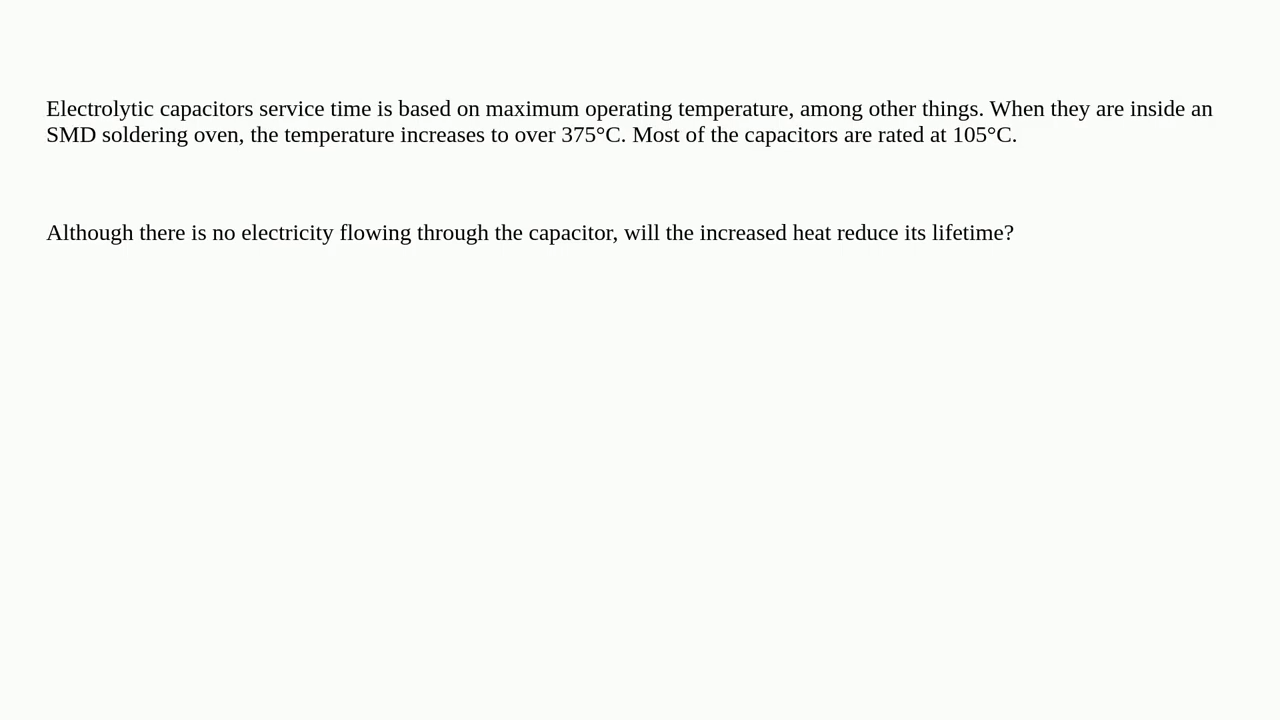 Electrolytic capacitors service time is based on maximum operating temperature, among other things. When they are inside an
SMD soldering oven, the temperature increases to over 375°C. Most of the capacitors are rated at 105°C.
Although there is no electricity flowing through the capacitor, will the increased heat reduce its lifetime?